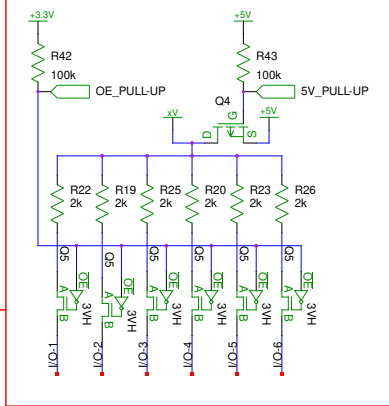 +3.3V
+5V
R42
100k
OE_PULL-UP
R43
100k
5V_PULL-UP
Q4
xV
+5V
G
D
S
R22
2k
R19
2k
R25
2k
R20
2k
R23
2k
R26
2k
Q5
Q5
Q5
Q5
Q5
Q5
OE
OE
OE
OE
OE
OE
A
A
A
A
A
A
B
B
B
B
B
B
3VH
3VH
3VH
3VH
3VH
3VH
I/O-1
I/O-2
I/O-3
I/O-4
I/O-5
I/O-6